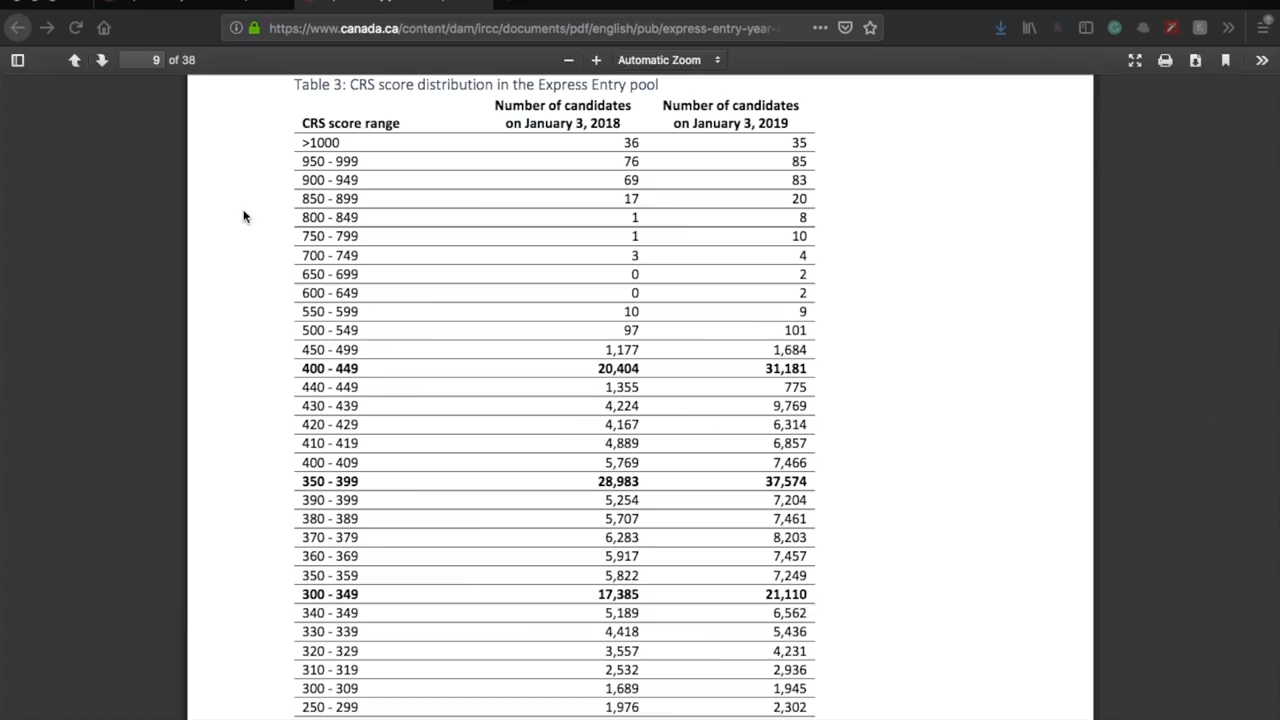 https://www.canada.ca/content/dam/ircc/documents/pdf/english/pub/express-entry-year-
9 of 38
Automatic Zoom
Table 3: CRS score distribution in the Express Entry pool
CRS score range Number of candidates on January 3, 2018 Number of candidates on January 3, 2019
>1000 36 35
950 - 999 76 85
900 - 949 69 83
850 - 899 17 20
800 - 849 1 8
750 - 799 1 10
700 - 749 3 4
650 - 699 0 2
600 - 649 0 2
550 - 599 10 9
500 - 549 97 101
450 - 499 1,177 1,684
400 - 449 20,404 31,181
440 - 449 1,355 775
430 - 439 4,224 9,769
420 - 429 4,167 6,314
410 - 419 4,889 6,857
400 - 409 5,769 7,466
350 - 399 28,983 37,574
390 - 399 5,254 7,204
380 - 389 5,707 7,461
370 - 379 6,283 8,203
360 - 369 5,917 7,457
350 - 359 5,822 7,249
300 - 349 17,385 21,110
340 - 349 5,189 6,562
330 - 339 4,418 5,436
320 - 329 3,557 4,231
310 - 319 2,532 2,936
300 - 309 1,689 1,945
250 - 299 1,976 2,302